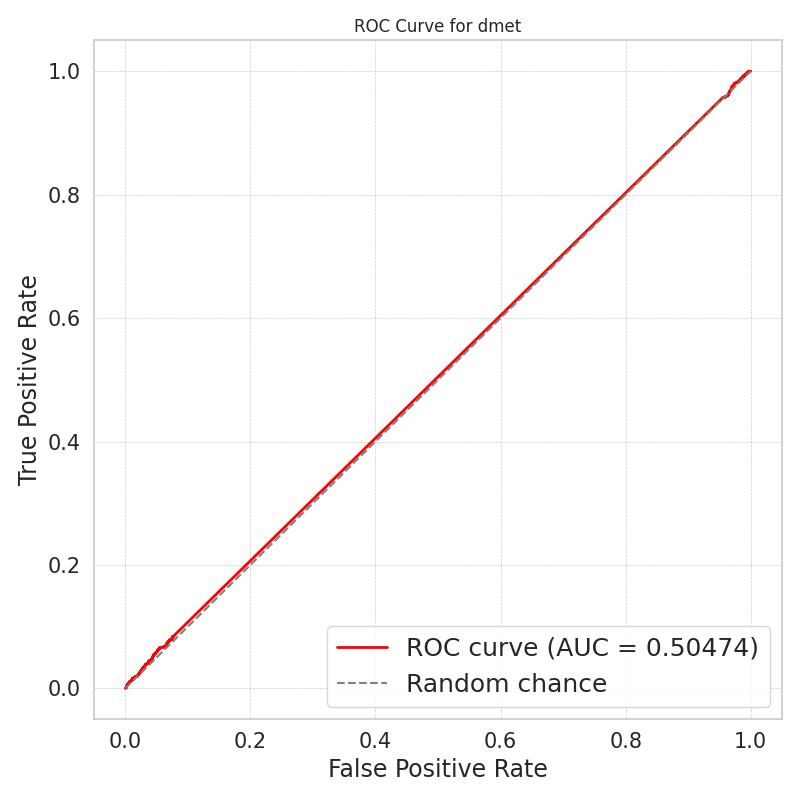 ROC Curve for dmet
True Positive Rate
1.0
0.8
0.6
0.4
0.2
0.0
ROC curve (AUC = 0.50474)
Random chance
0.0 0.2 0.4 0.6 0.8 1.0
False Positive Rate